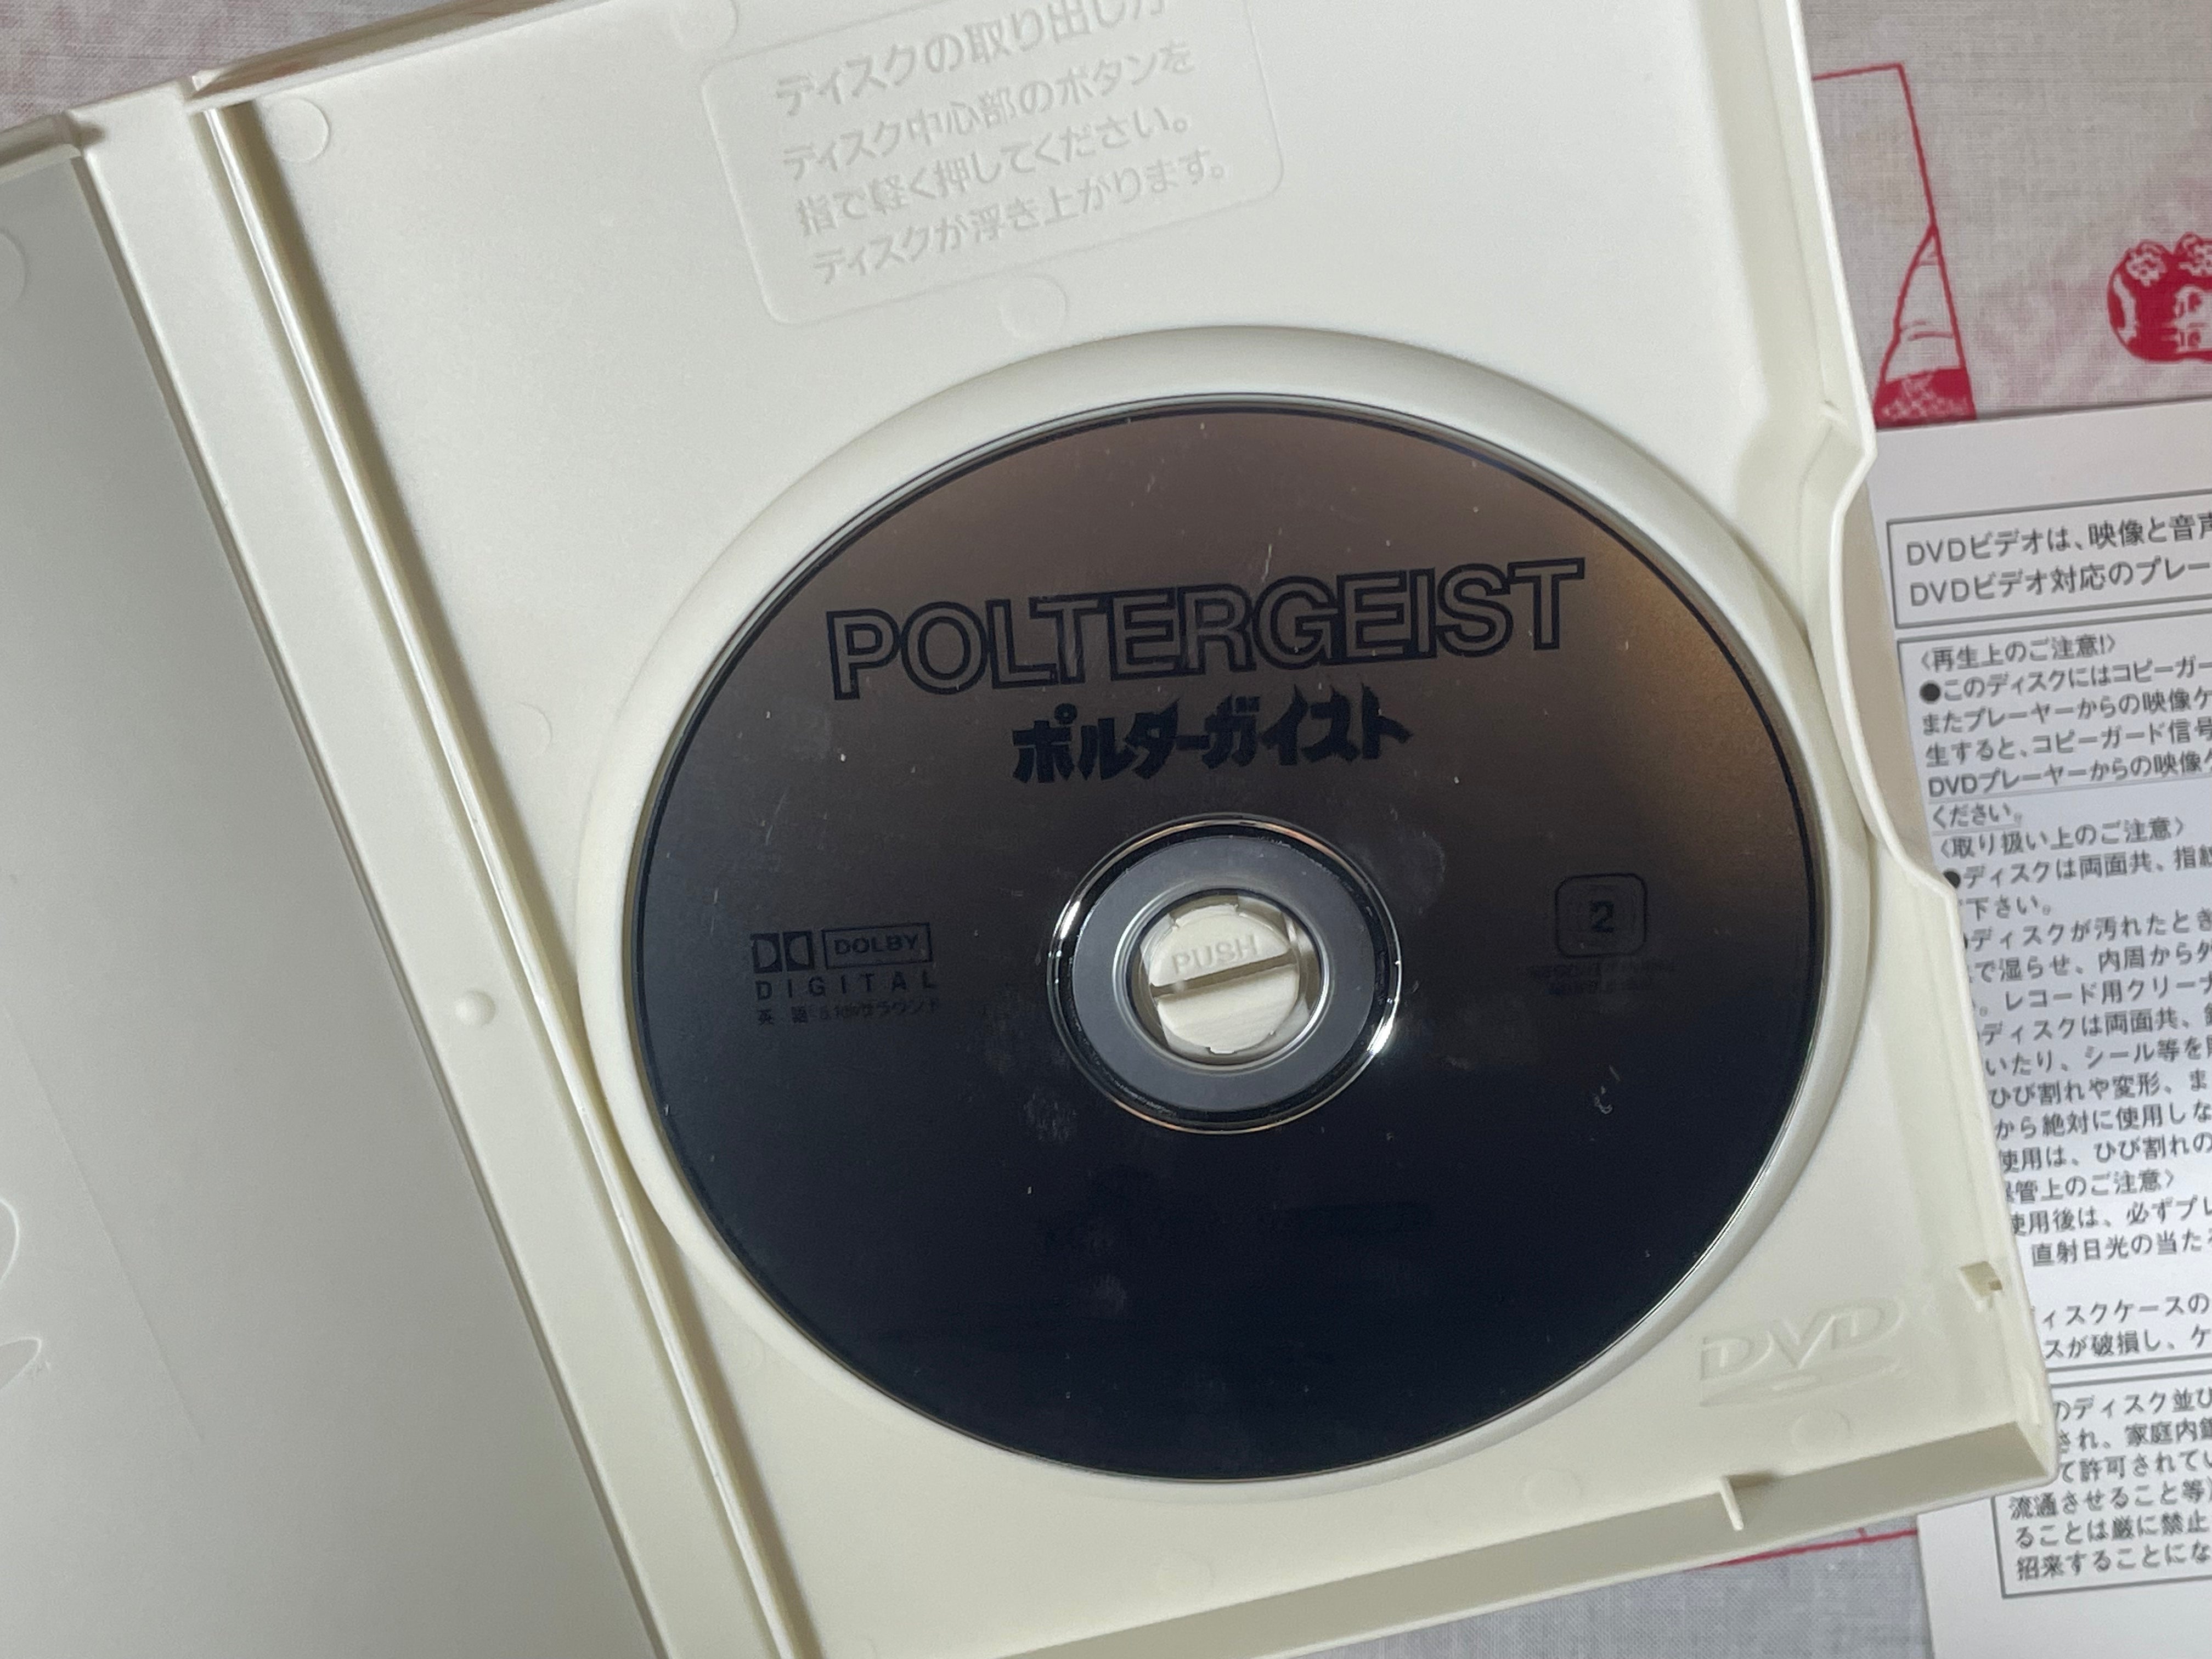 ディスクの取り出し方
ディスク中心部のボタンを
指で軽く押してください。
ディスクが浮き上がります。
POLTERGEIST
ポルターガイスト
DOLBY
DIGITAL
英語 5.1chサラウンド
PUSH
2
DVD
DVDビデオは、映像と音声
DVDビデオ対応のプレー
〈再生上のご注意!〉
●このディスクにはコピーガー
またプレーヤーからの映像ケ
生すると、コピーガード信号
DVDプレーヤーからの映像ケ
ください。
〈取り扱い上のご注意〉
●ディスクは両面共、指紋
下さい。
ディスクが汚れたとき
で湿らせ、内周から外
。レコード用クリーナ
ディスクは両面共、
いたり、シール等を
ひび割れや変形、ま
から絶対に使用しな
使用は、ひび割れの
管上のご注意〉
使用後は、必ずプレ
直射日光の当た
ィスクケースの
スが破損し、ケ
のディスク並び
され、家庭内鑑
て許可されてい
流通させること等
ることは厳に禁止
招来することにな